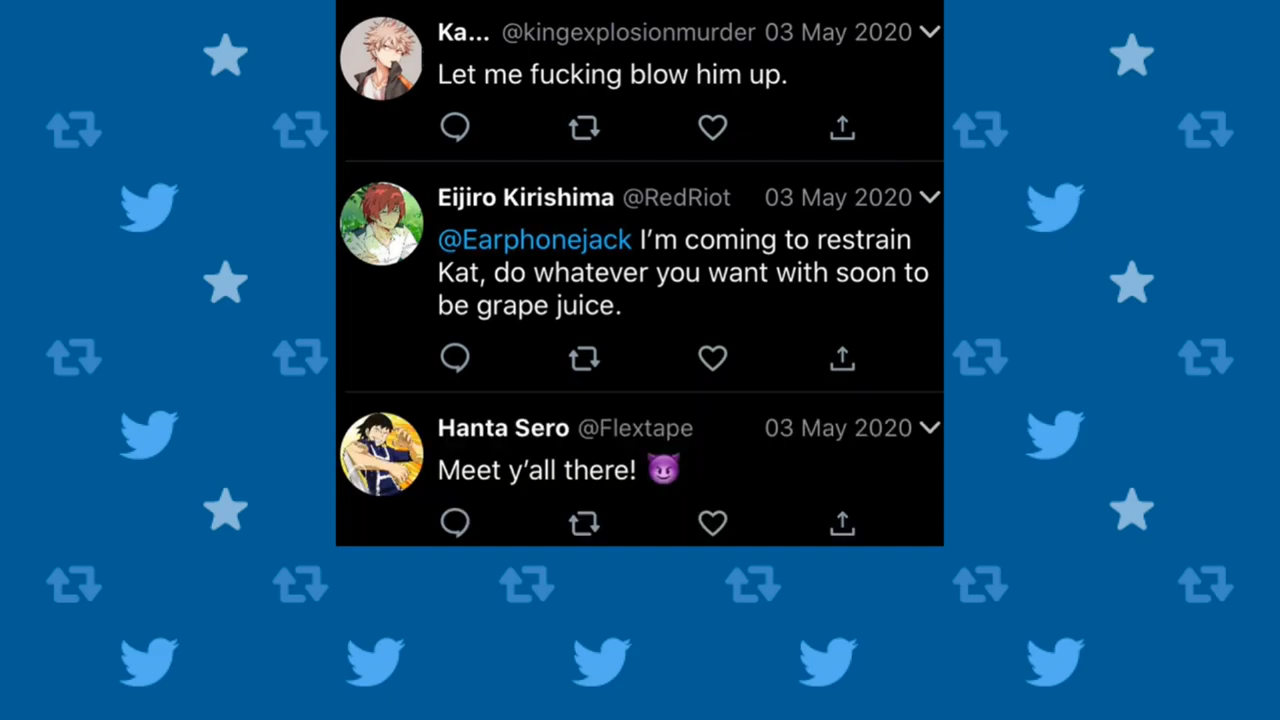 Ka... @kingexplosionmurder 03 May 2020
Let me fucking blow him up.
Eijiro Kirishima @RedRiot 03 May 2020
@Earphonejack I’m coming to restrain
Kat, do whatever you want with soon to
be grape juice.
Hanta Sero @Flextape 03 May 2020
Meet y’all there! 😈